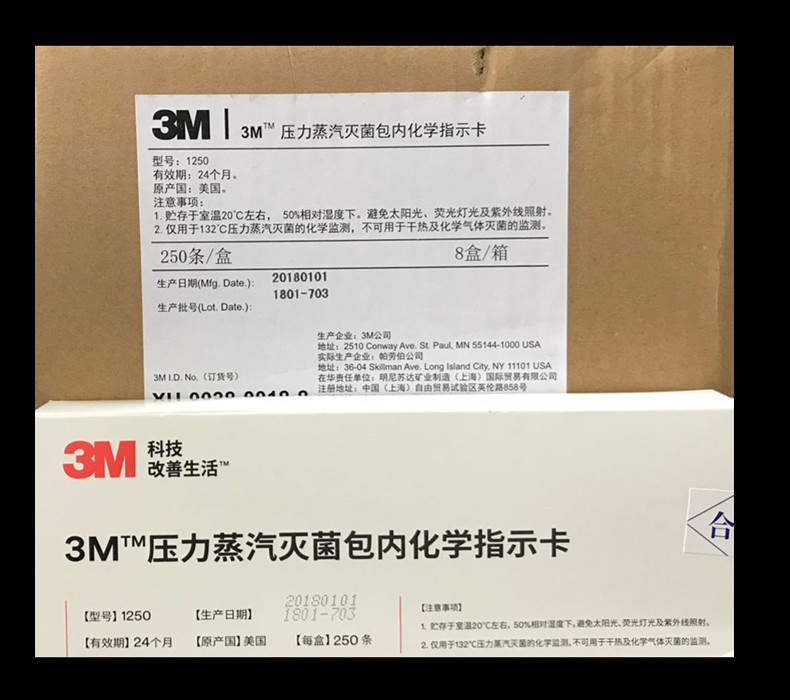 3M | 3M™ 压力蒸汽灭菌包内化学指示卡
型号：1250
有效期：24个月。
原产国：美国。
注意事项：
1. 贮存于室温20℃左右， 50%相对湿度下。避免太阳光、荧光灯光及紫外线照射。
2. 仅用于132℃压力蒸汽灭菌的化学监测，不可用于干热及化学气体灭菌的监测。
250条/盒 8盒/箱
生产日期(Mfg. Date.)： 20180101
1801-703
生产批号(Lot. Date.)：
生产企业：3M公司
地址：2510 Conway Ave. St. Paul, MN 55144-1000 USA
实际生产企业：帕劳伯公司
地址：36-04 Skillman Ave. Long Island City, NY 11101 USA
3M I.D. No.（订货号） 在华责任单位：明尼苏达矿业制造（上海）国际贸易有限公司
注册地址：中国（上海）自由贸易试验区英伦路858号
3M 科技
改善生活™
合
3M™压力蒸汽灭菌包内化学指示卡
【型号】1250 【生产日期】 20180101
1801-703
【有效期】24个月 【原产国】美国 【每盒】250 条
【注意事项】
1. 贮存于室温20℃左右，50%相对湿度下，避免太阳光、荧光灯光及紫外线照射。
2. 仅用于132℃压力蒸汽灭菌的化学监测，不可用于干热及化学气体灭菌的监测。